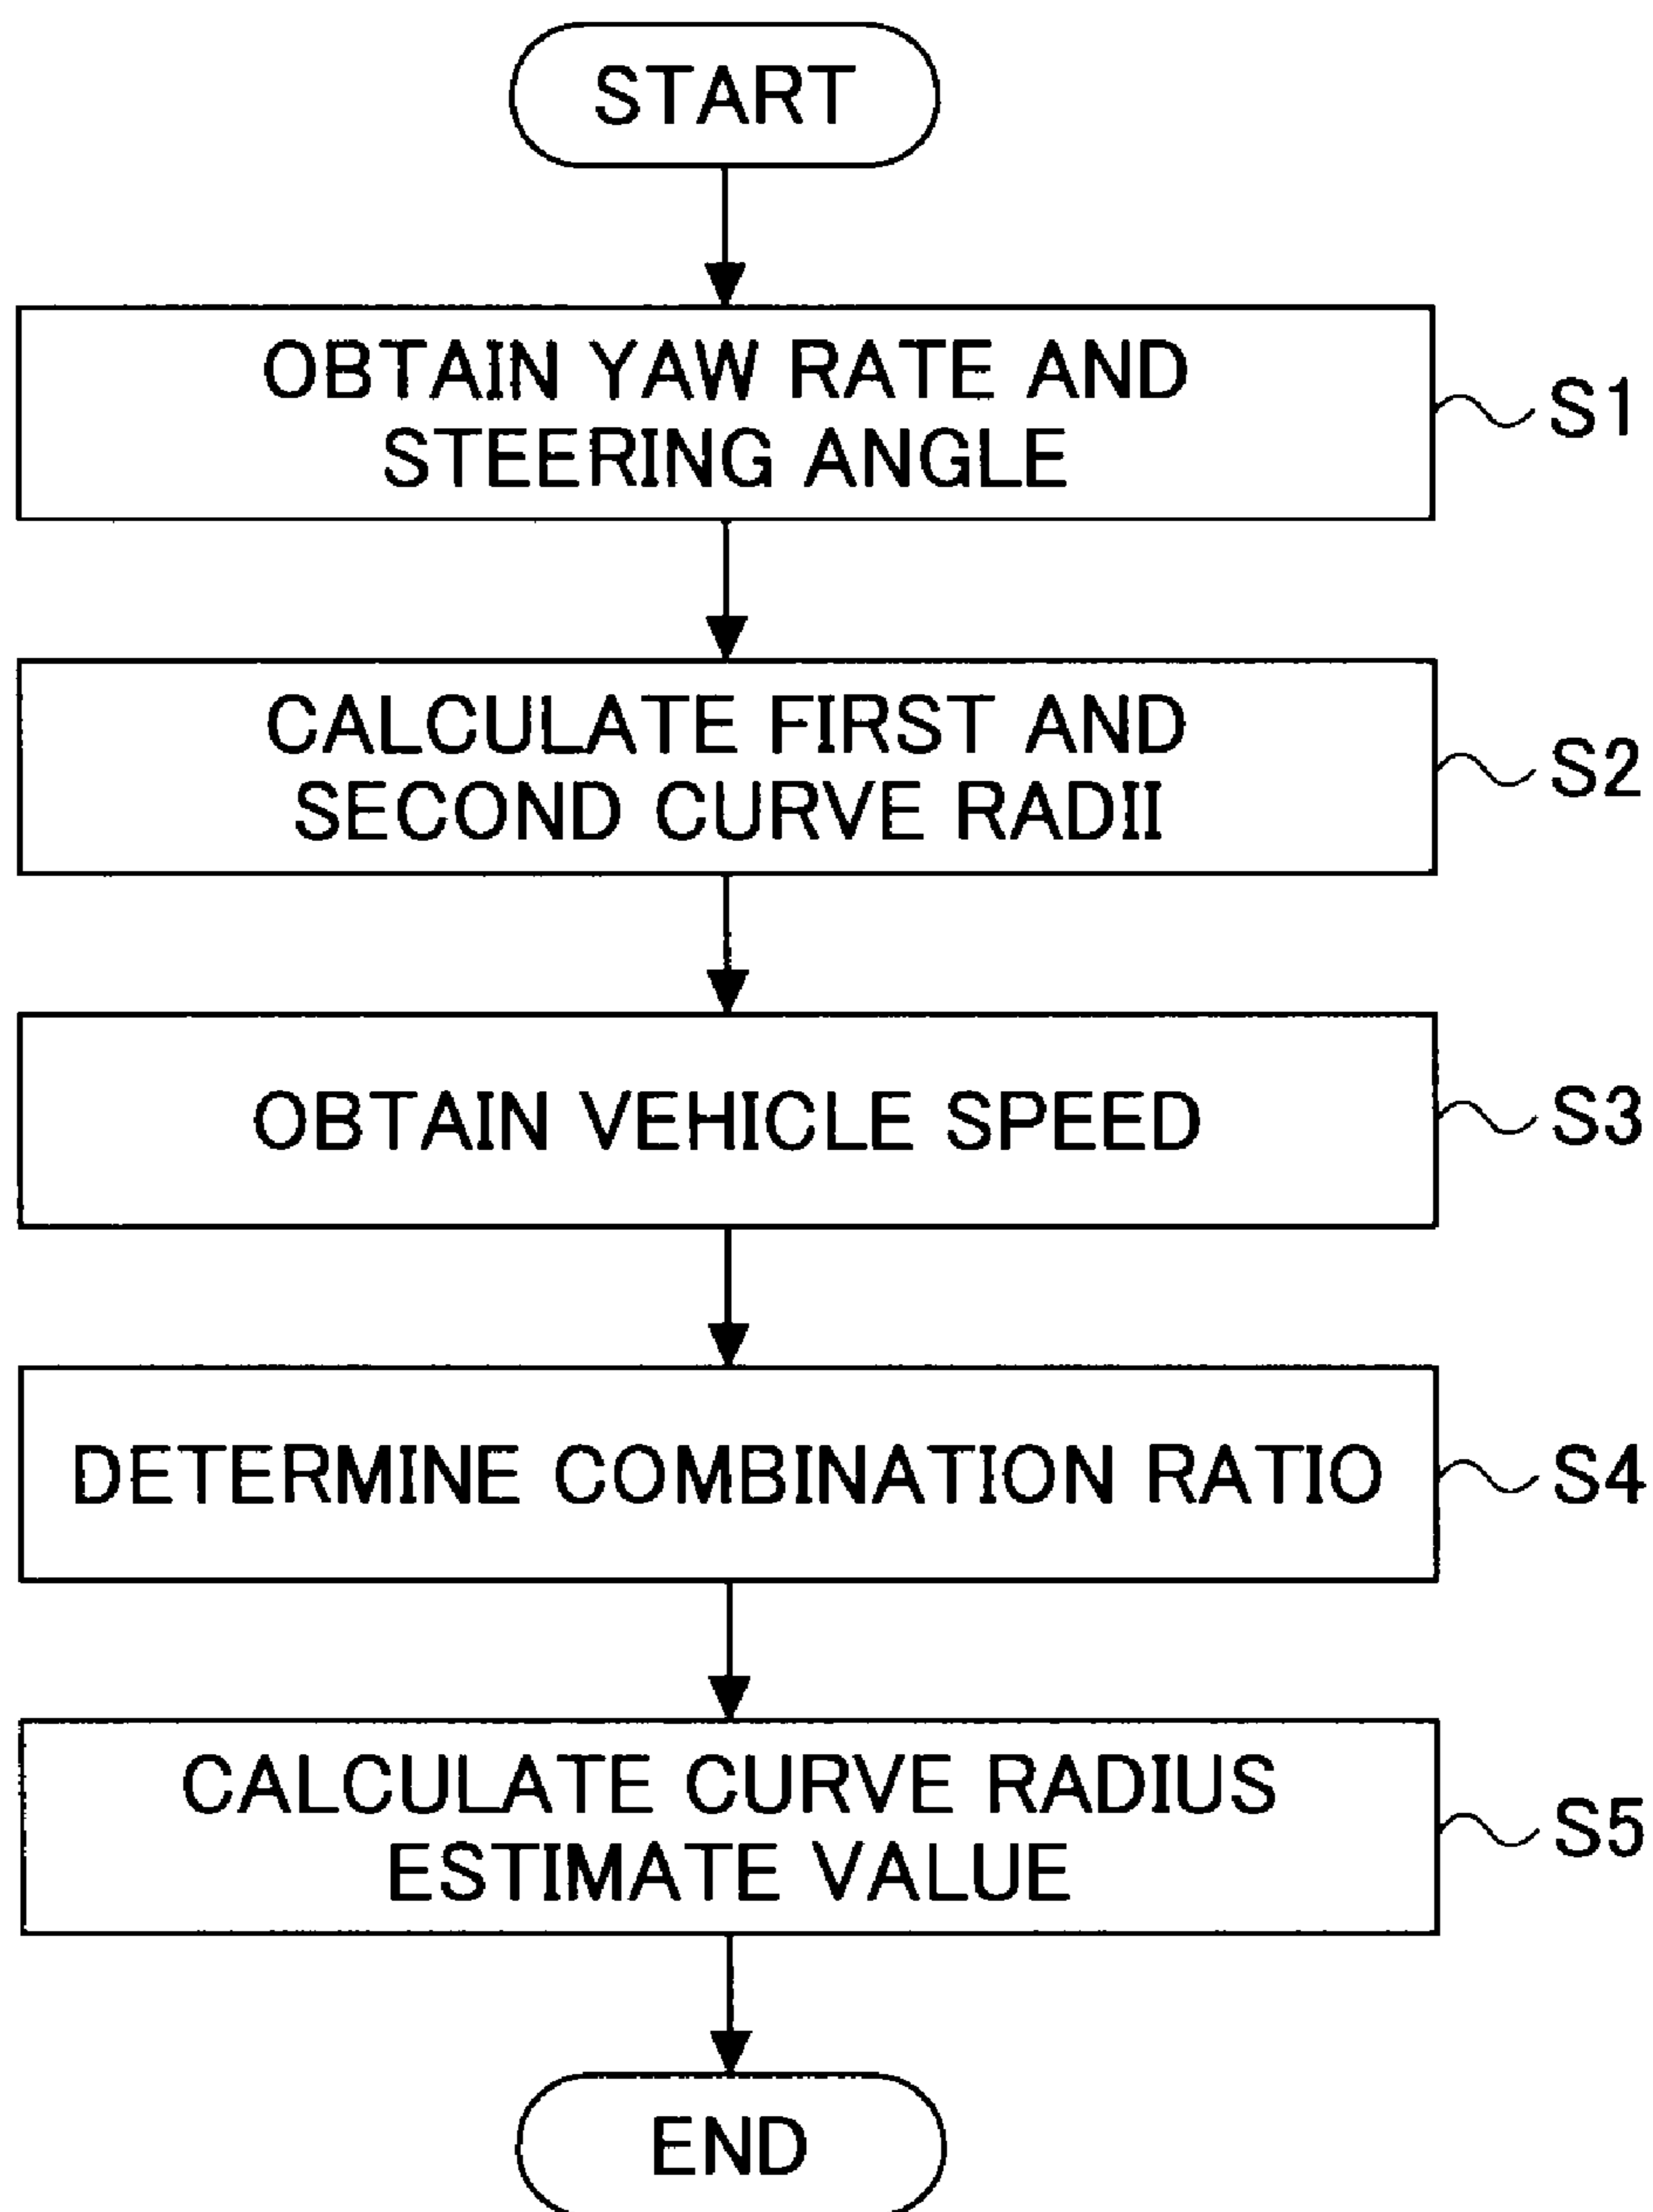 START
OBTAIN YAW RATE AND
STEERING ANGLE
S1
CALCULATE FIRST AND
SECOND CURVE RADII
S2
OBTAIN VEHICLE SPEED
S3
DETERMINE COMBINATION RATIO
S4
CALCULATE CURVE RADIUS
ESTIMATE VALUE
S5
END